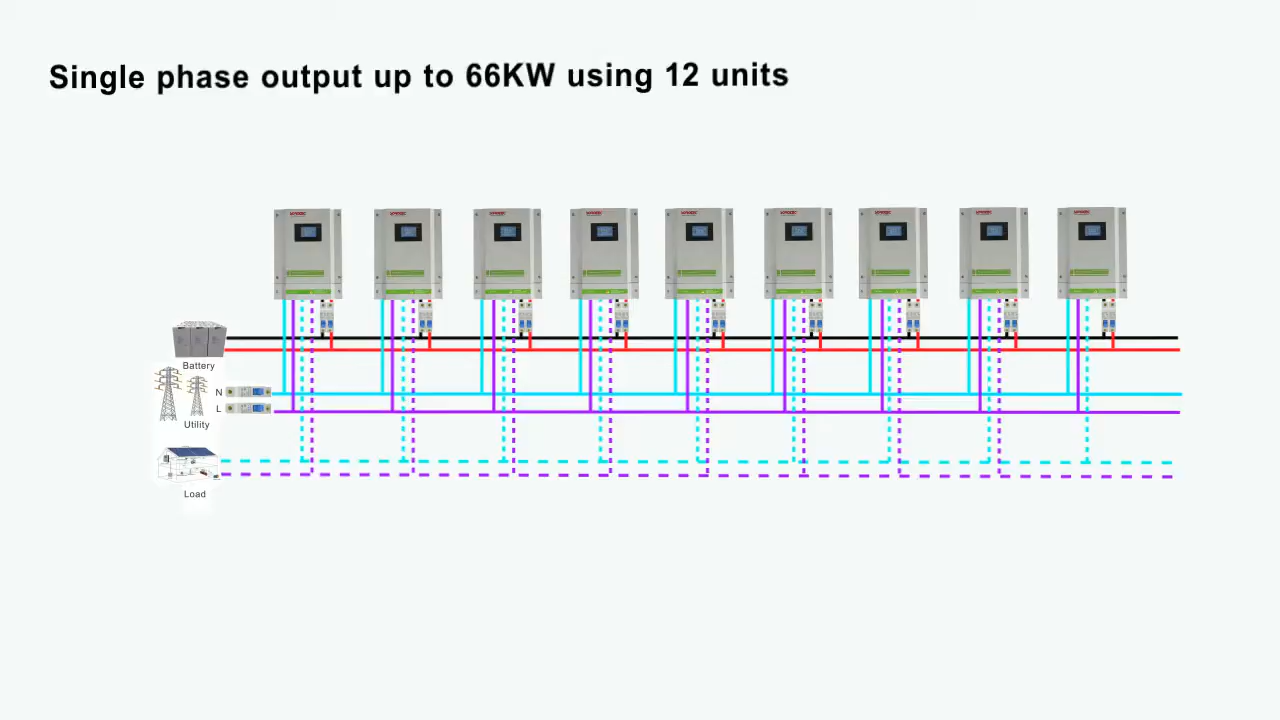 Single phase output up to 66KW using 12 units
Battery
N
L
Utility
Load